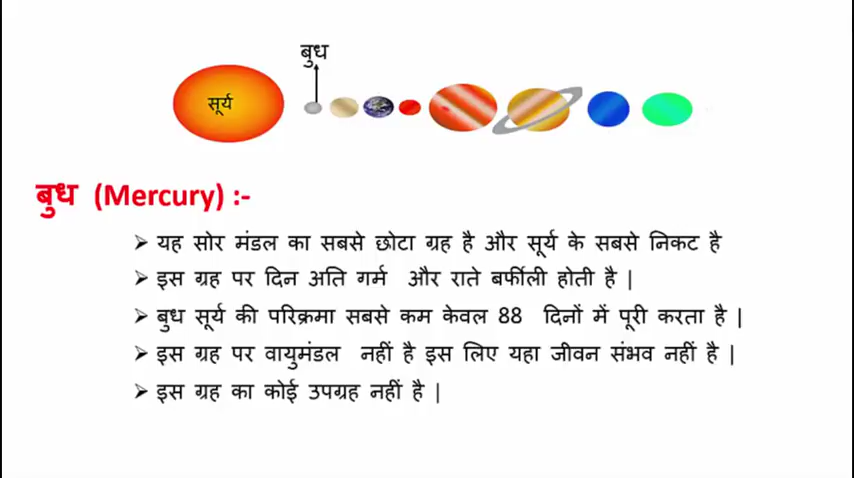 बुध
सूर्य
बुध (Mercury) :-
➢ यह सोर मंडल का सबसे छोटा ग्रह है और सूर्य के सबसे निकट है
➢ इस ग्रह पर दिन अति गर्म और राते बर्फीली होती है |
➢ बुध सूर्य की परिक्रमा सबसे कम केवल 88 दिनों में पूरी करता है |
➢ इस ग्रह पर वायुमंडल नहीं है इस लिए यहा जीवन संभव नहीं है |
➢ इस ग्रह का कोई उपग्रह नहीं है |